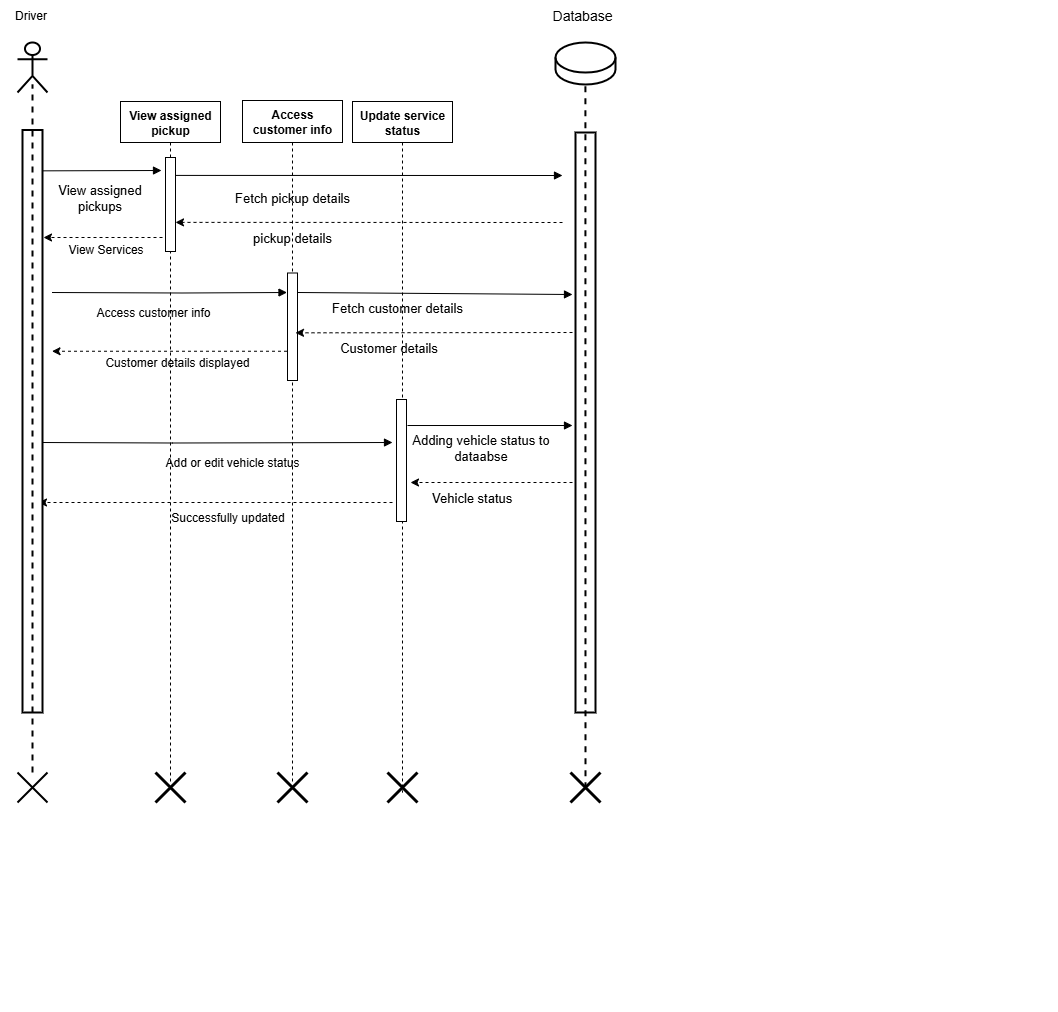 Driver
Database
View assigned
pickup
Access
customer info
Update service
status
View assigned
pickups
Fetch pickup details
pickup details
View Services
Access customer info
Fetch customer details
Customer details
Customer details displayed
Adding vehicle status to
dataabse
Add or edit vehicle status
Vehicle status
Successfully updated